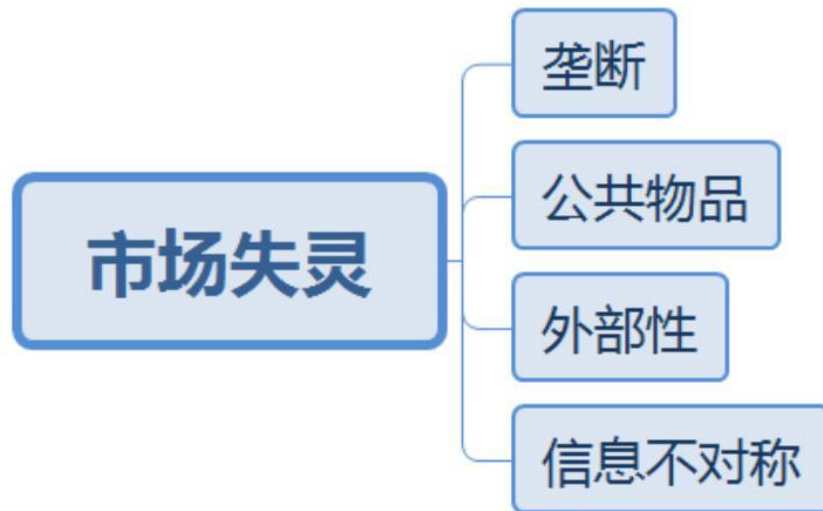 垄断
公共物品
市场失灵
外部性
信息不对称